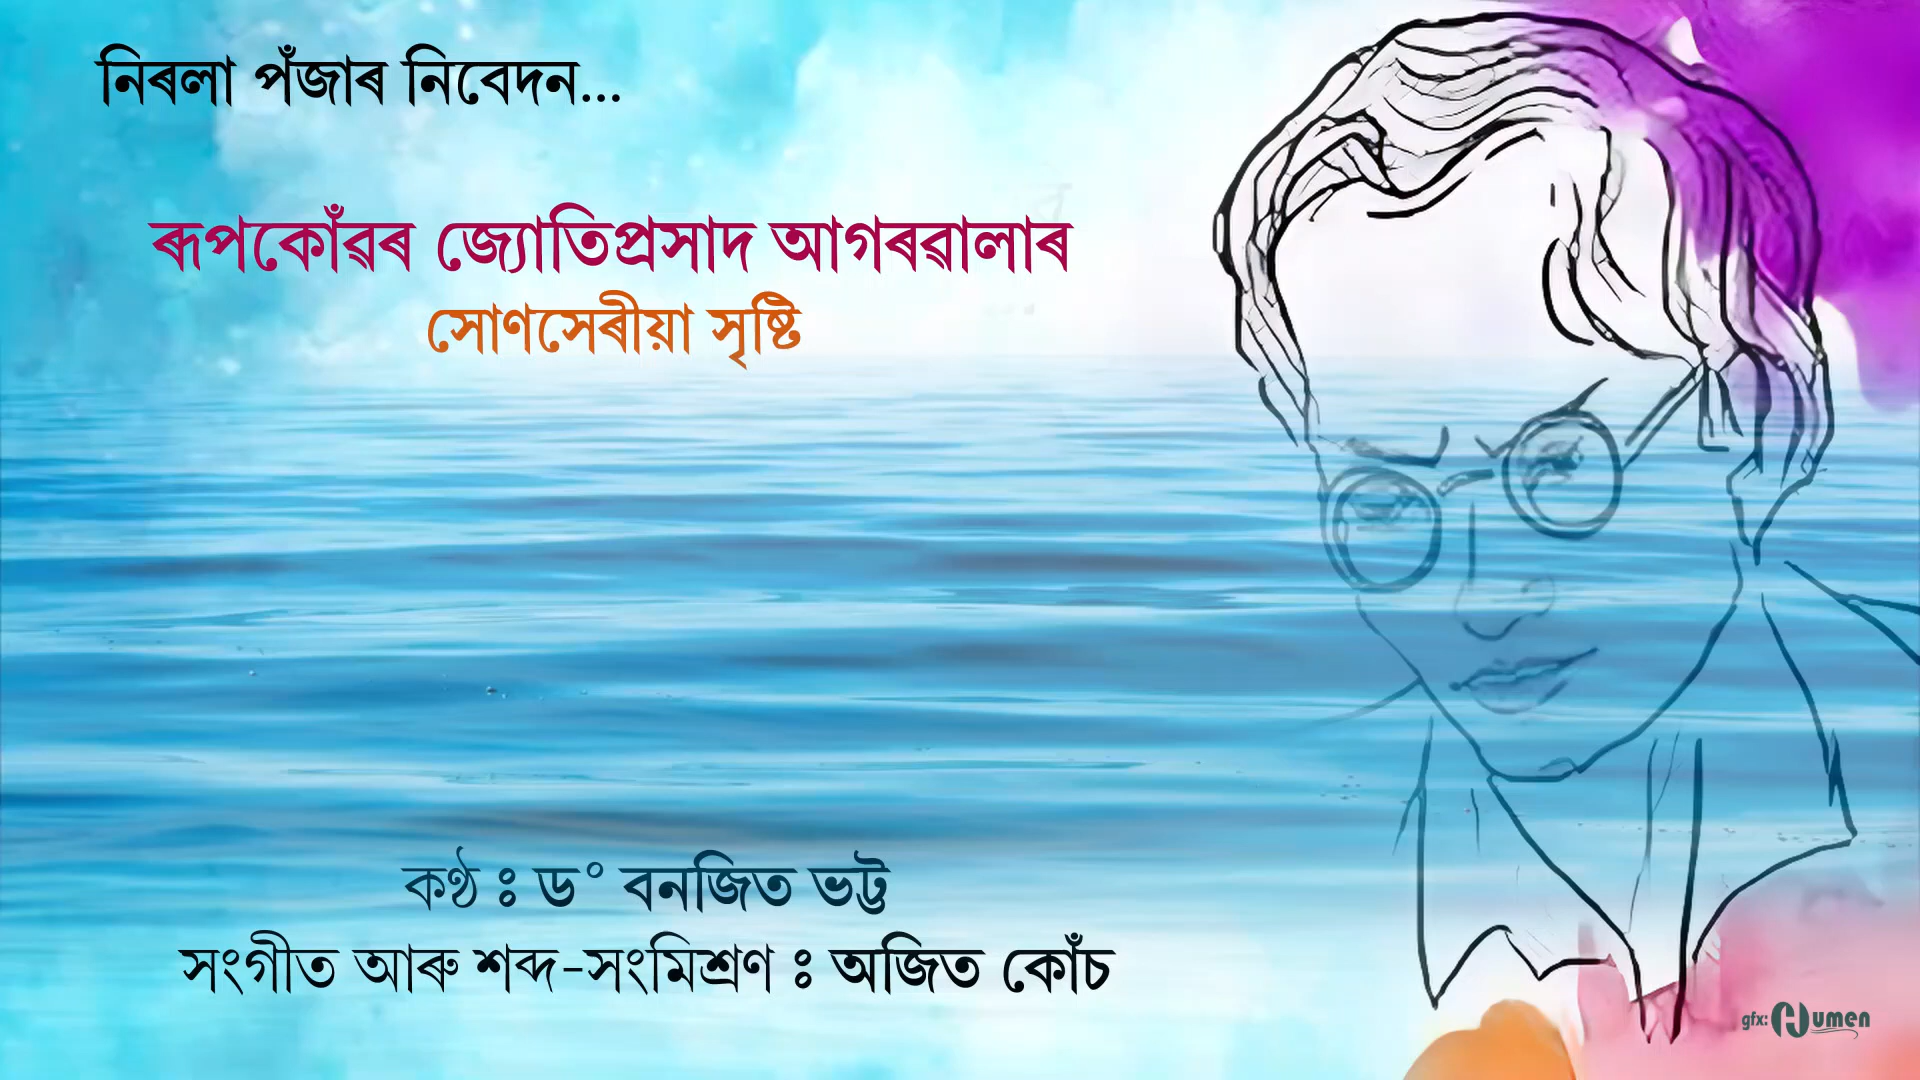 নিৰলা পঁজাৰ নিবেদন...
ৰূপকোঁৱৰ জ্যোতিপ্ৰসাদ আগৰৱালাৰ
সোণসেৰীয়া সৃষ্টি
কণ্ঠ ঃ ড° বনজিত ভট্ট
সংগীত আৰু শব্দ-সংমিশ্ৰণ ঃ অজিত কোঁচ
gfx: Numen